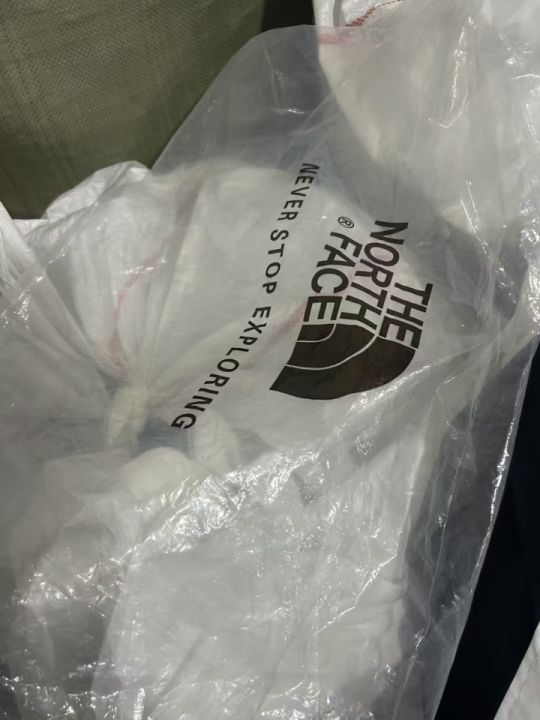 THE
NORTH
FACE
®
NEVER STOP EXPLORING